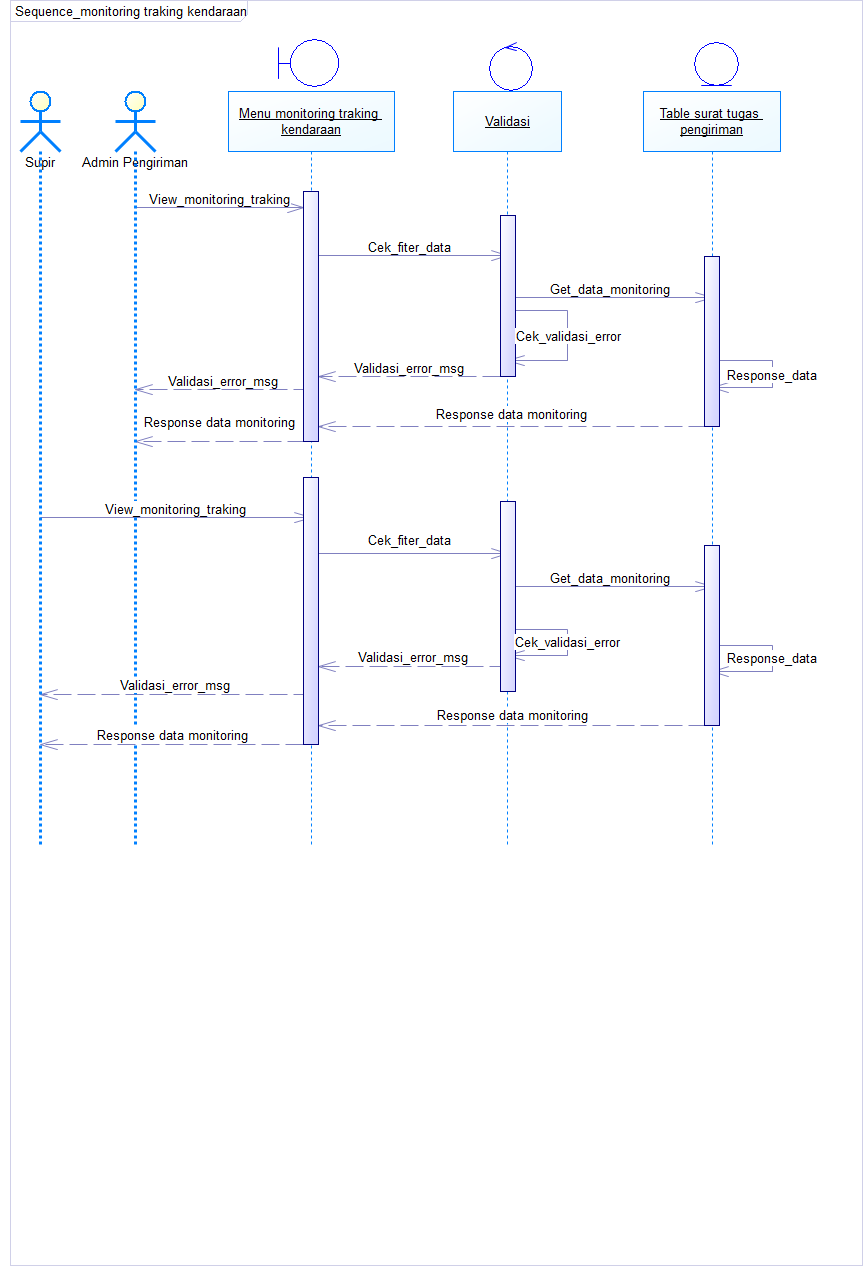 Sequence_monitoring traking kendaraan
Menu monitoring traking
kendaraan
Validasi
Table surat tugas
pengiriman
Supir
Admin Pengiriman
View_monitoring_traking
Cek_fiter_data
Get_data_monitoring
Cek_validasi_error
Validasi_error_msg
Response_data
Validasi_error_msg
Response data monitoring
Response data monitoring
View_monitoring_traking
Cek_fiter_data
Get_data_monitoring
Cek_validasi_error
Validasi_error_msg
Response_data
Validasi_error_msg
Response data monitoring
Response data monitoring